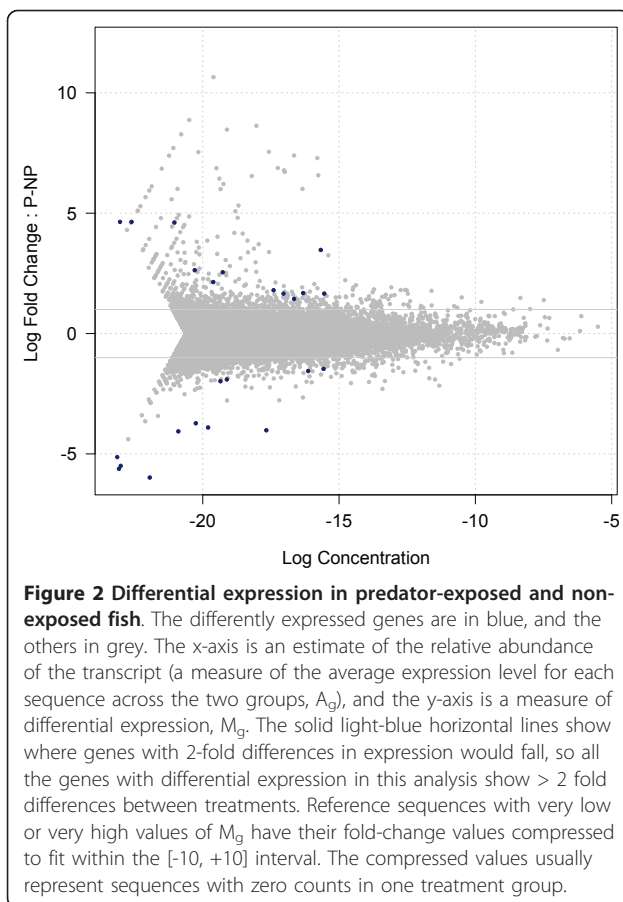 10
5
0
-5
Log Fold Change : P-NP
-20
-15
-10
-5
Log Concentration
Figure 2 Differential expression in predator-exposed and non-
exposed fish. The differently expressed genes are in blue, and the
others in grey. The x-axis is an estimate of the relative abundance
of the transcript (a measure of the average expression level for each
sequence across the two groups, Ag), and the y-axis is a measure of
differential expression, Mg. The solid light-blue horizontal lines show
where genes with 2-fold differences in expression would fall, so all
the genes with differential expression in this analysis show > 2 fold
differences between treatments. Reference sequences with very low
or very high values of Mg have their fold-change values compressed
to fit within the [-10, +10] interval. The compressed values usually
represent sequences with zero counts in one treatment group.